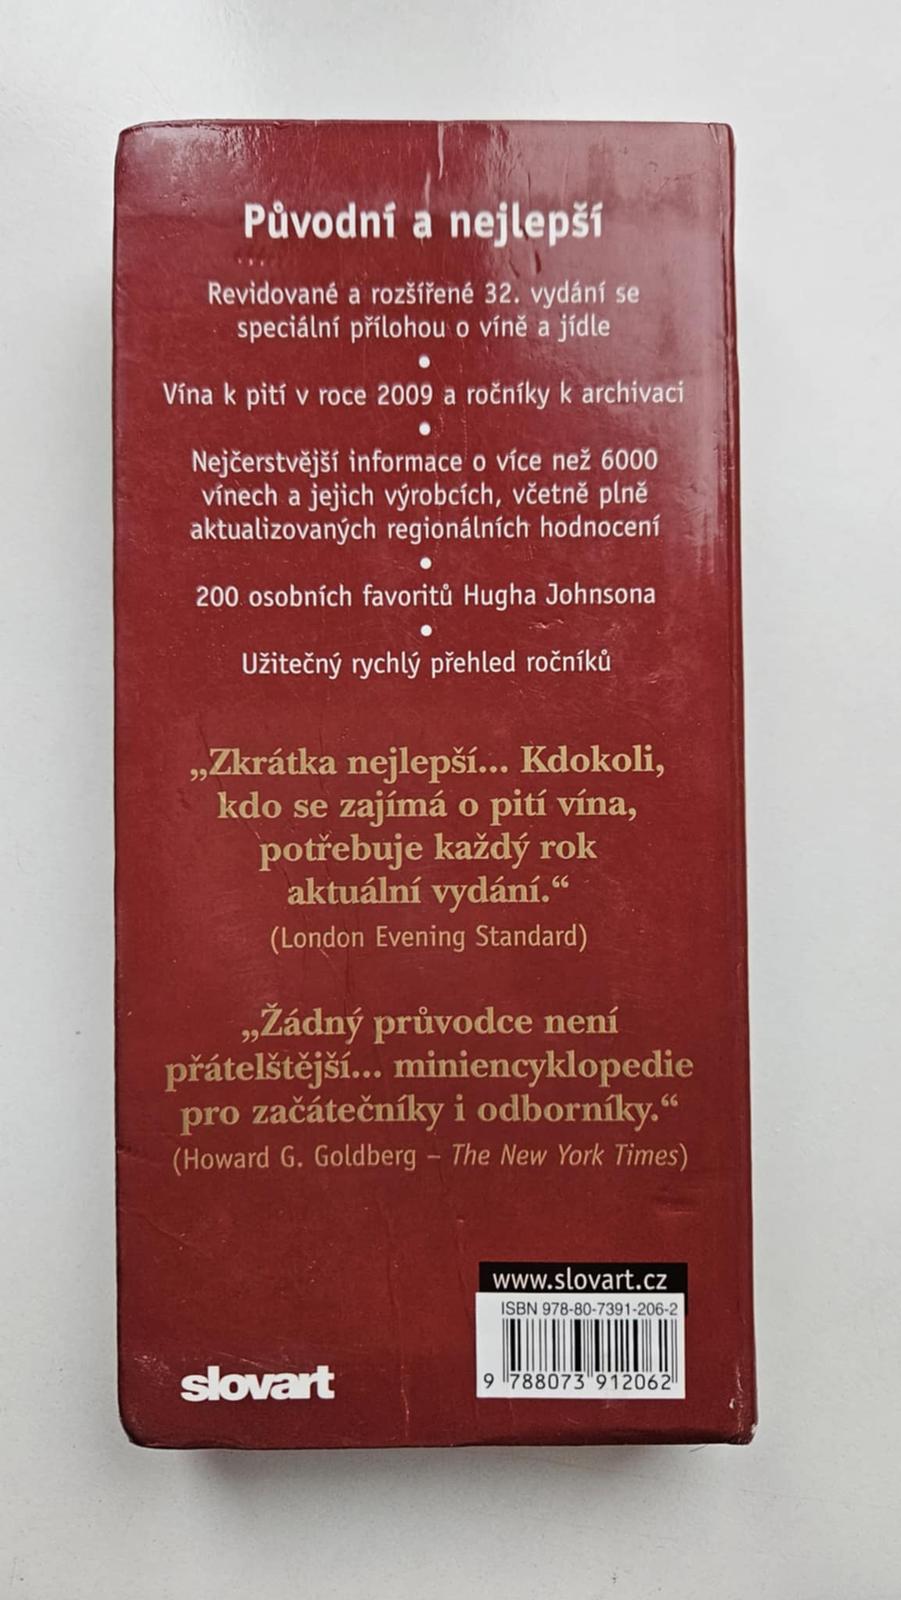 Původní a nejlepší
Revidované a rozšířené 32. vydání se
speciální přílohou o víně a jídle
•
Vína k pití v roce 2009 a ročníky k archivaci
•
Nejčerstvější informace o více než 6000
vínech a jejich výrobcích, včetně plně
aktualizovaných regionálních hodnocení
•
200 osobních favoritů Hugha Johnsona
•
Užitečný rychlý přehled ročníků
„Zkrátka nejlepší... Kdokoli,
kdo se zajímá o pití vína,
potřebuje každý rok
aktuální vydání.“
(London Evening Standard)
„Žádný průvodce není
přátelštější... miniencyklopedie
pro začátečníky i odborníky.“
(Howard G. Goldberg – The New York Times)
www.slovart.cz
ISBN 978-80-7391-206-2
9 788073 912062
slovart